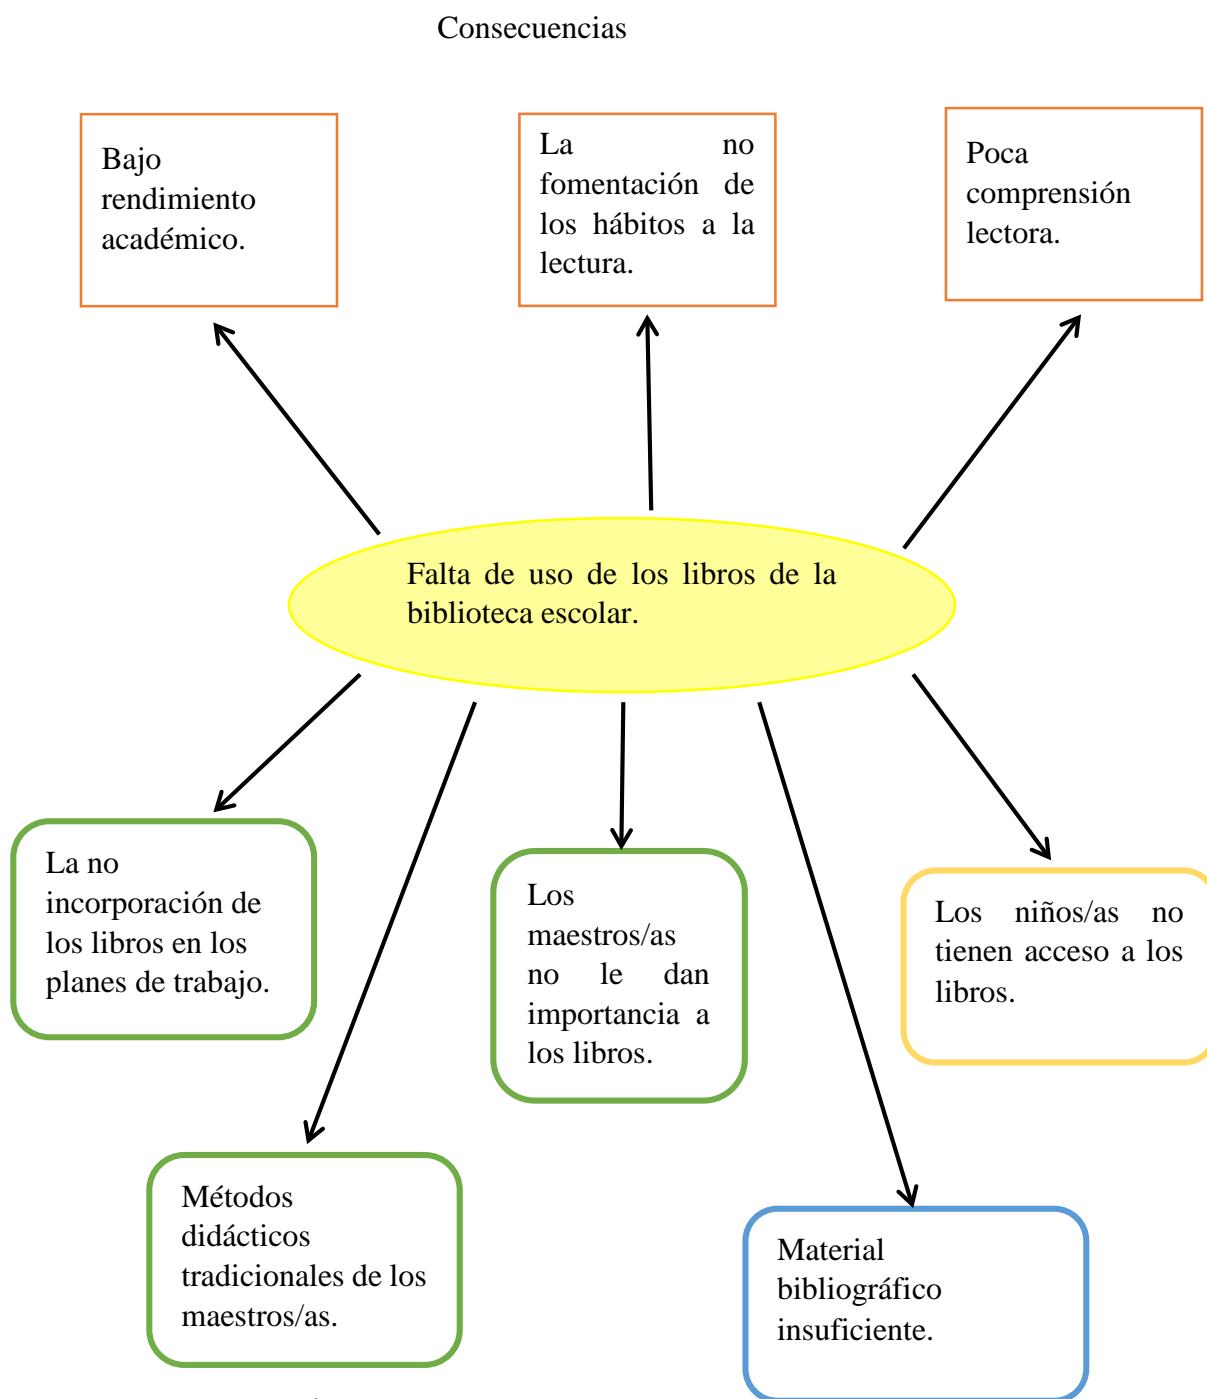 Consecuencias
Bajo
rendimiento
académico.
La no
fomentación de
los hábitos a la
lectura.
Poca
comprensión
lectora.
Falta de uso de los libros de la
biblioteca escolar.
La no
incorporación de
los libros en los
planes de trabajo.
Los
maestros/as
no le dan
importancia a
los libros.
Los niños/as no
tienen acceso a los
libros.
Métodos
didácticos
tradicionales de los
maestros/as.
Material
bibliográfico
insuficiente.